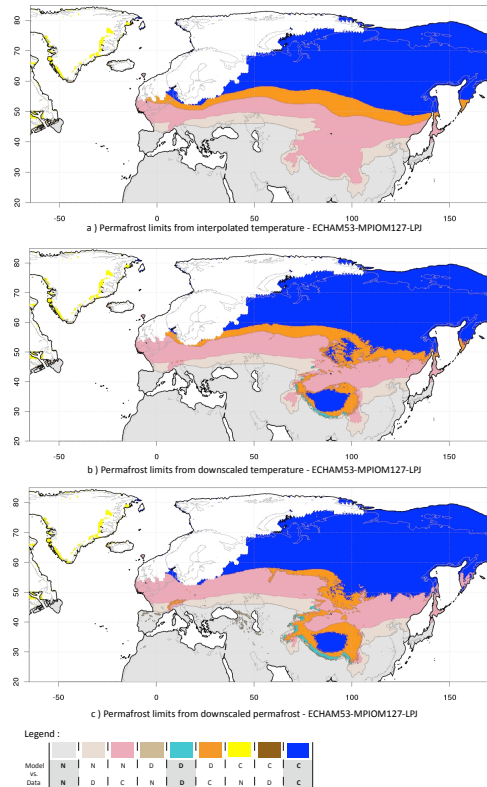 80
70
60
50
40
30
20
-50 0 50 100 150
a ) Permafrost limits from interpolated temperature - ECHAM53-MPIOM127-LPJ
80
70
60
50
40
30
20
-50 0 50 100 150
b ) Permafrost limits from downscaled temperature - ECHAM53-MPIOM127-LPJ
80
70
60
50
40
30
20
-50 0 50 100 150
c ) Permafrost limits from downscaled permafrost - ECHAM53-MPIOM127-LPJ
Legend :
Model N N N D D D C C C
vs.
Data N D C N D C N D C